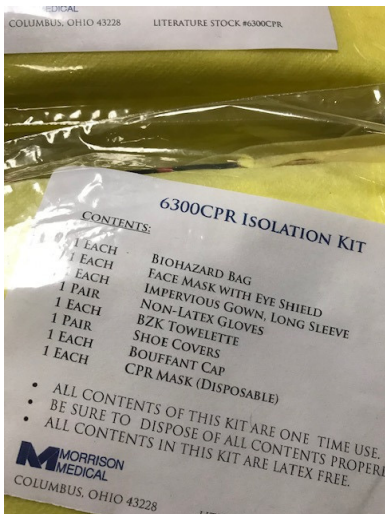 MEDICAL
COLUMBUS, OHIO 43228 LITERATURE STOCK #6300CPR
6300CPR ISOLATION KIT
CONTENTS:
1 EACH BIOHAZARD BAG
1 EACH FACE MASK WITH EYE SHIELD
EACH IMPERVIOUS GOWN, LONG SLEEVE
1 PAIR NON-LATEX GLOVES
1 EACH BZK TOWELETTE
1 PAIR SHOE COVERS
1 EACH BOUFFANT CAP
1 EACH CPR MASK (DISPOSABLE)
• ALL CONTENTS OF THIS KIT ARE ONE TIME USE.
• BE SURE TO DISPOSE OF ALL CONTENTS PROPER
• ALL CONTENTS IN THIS KIT ARE LATEX FREE.
MORRISON
MEDICAL
COLUMBUS, OHIO 43228